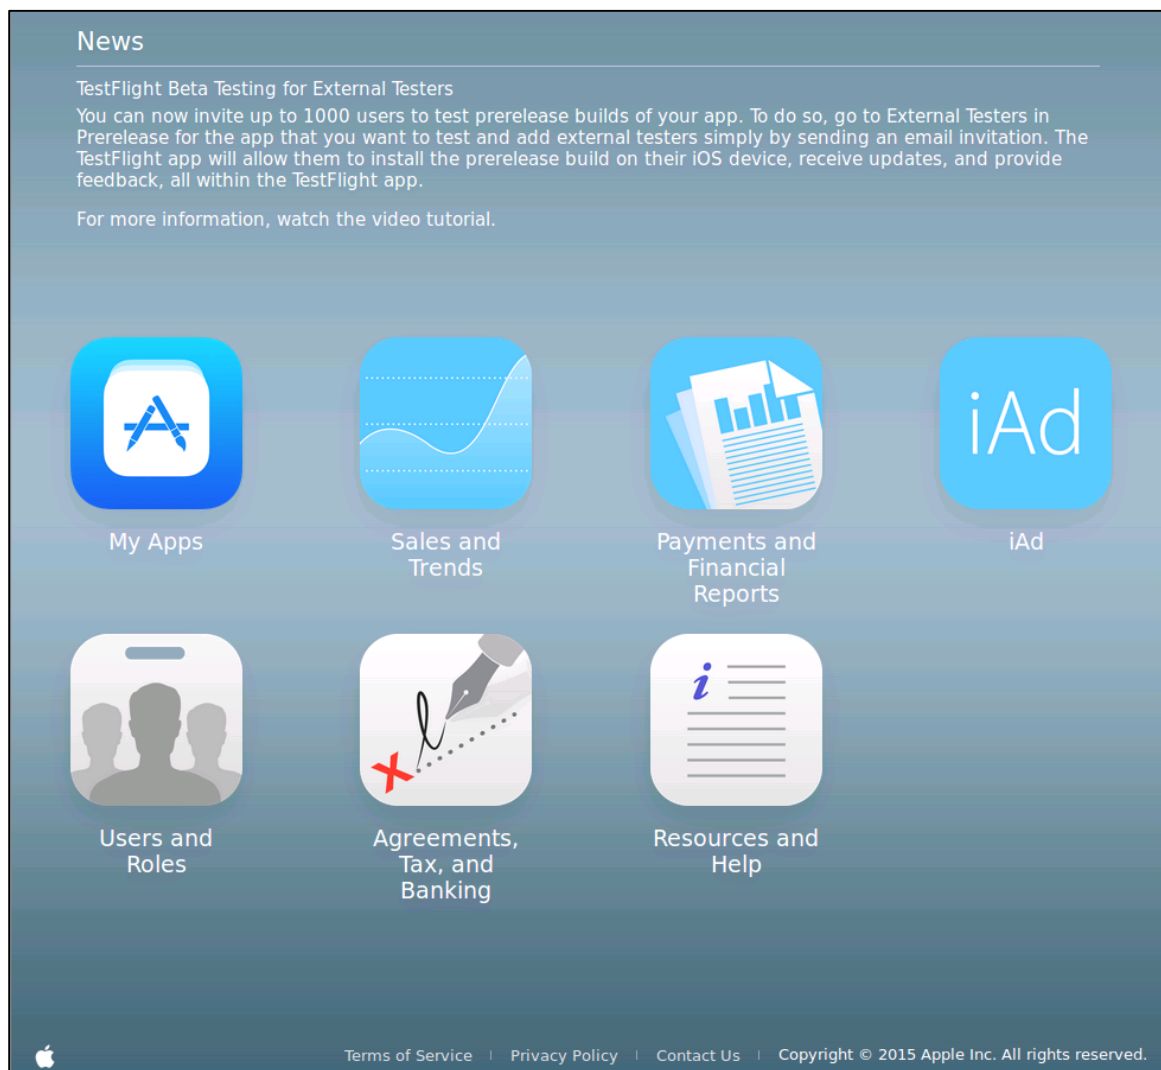 News
TestFlight Beta Testing for External Testers
You can now invite up to 1000 users to test prerelease builds of your app. To do so, go to External Testers in
Prerelease for the app that you want to test and add external testers simply by sending an email invitation. The
TestFlight app will allow them to install the prerelease build on their iOS device, receive updates, and provide
feedback, all within the TestFlight app.
For more information, watch the video tutorial.
iAd
My Apps
Sales and
Trends
Payments and
Financial
Reports
iAd
i
Users and
Roles
Agreements,
Tax, and
Banking
Resources and
Help
Terms of Service | Privacy Policy | Contact Us | Copyright © 2015 Apple Inc. All rights reserved.